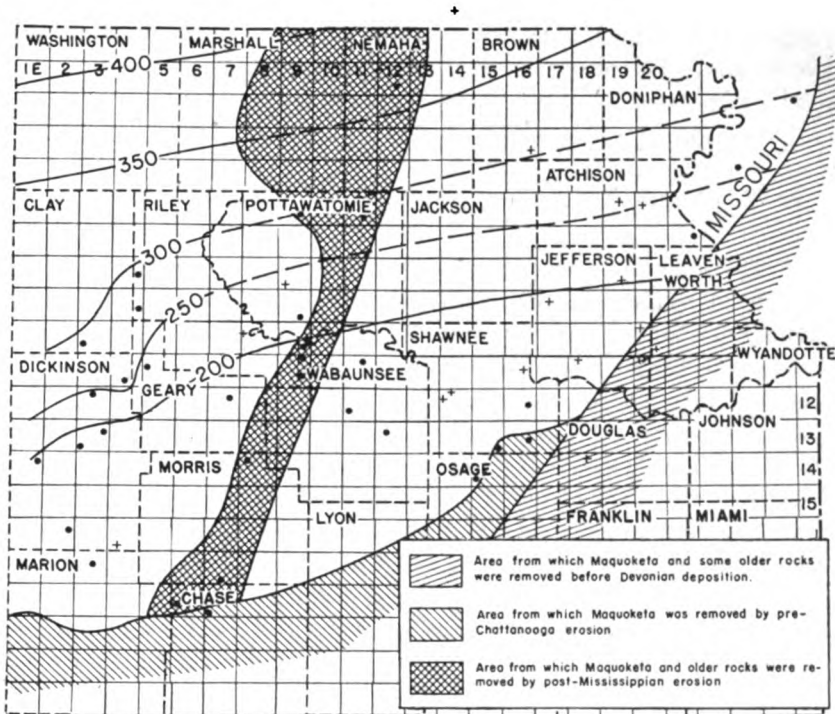 WASHINGTON MARSHALL NEMAHA BROWN
1E 2 3 5 6 7 8 9 10 11 12 13 14 15 16 17 18 19 20
400
DONIPHAN
350
ATCHISON
MISSOURI
CLAY RILEY POTTAWATOMIE JACKSON
300
JEFFERSON LEAVEN
WORTH
250
2
SHAWNEE
WYANDOTTE
DICKINSON
200
WABAUNSEE
GEARY
12
JOHNSON
DOUGLAS
13
MORRIS OSAGE
14
LYON FRANKLIN MIAMI 15
MARION
CHASE
Area from which Maquoketa and some older rocks
were removed before Devonian deposition.
Area from which Maquoketa was removed by pre-
Chattanooga erosion
Area from which Maquoketa and older rocks were re-
moved by post-Mississippian erosion